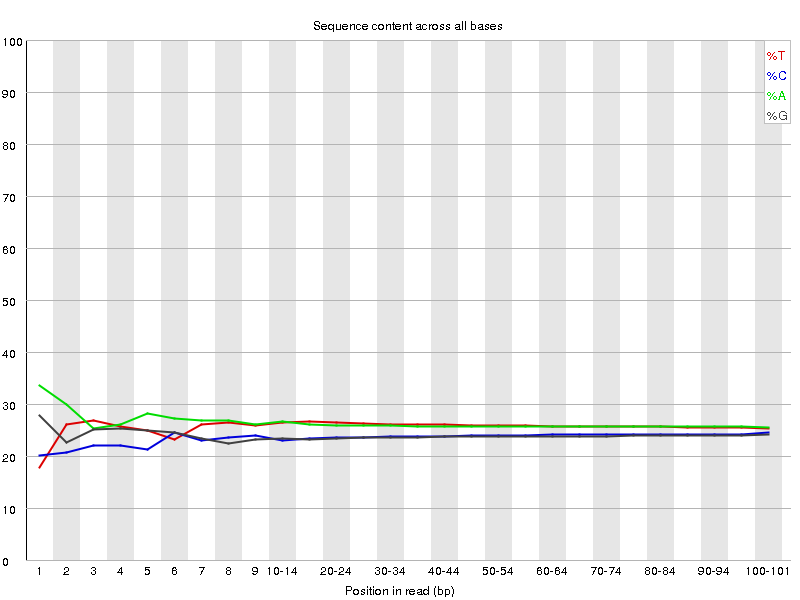 Sequence content across all bases
100
90
80
70
60
50
40
30
20
10
0
%T
%C
%A
%G
1 2 3 4 5 6 7 8 9 10-14 20-24 30-34 40-44 50-54 60-64 70-74 80-84 90-94 100-101
Position in read (bp)